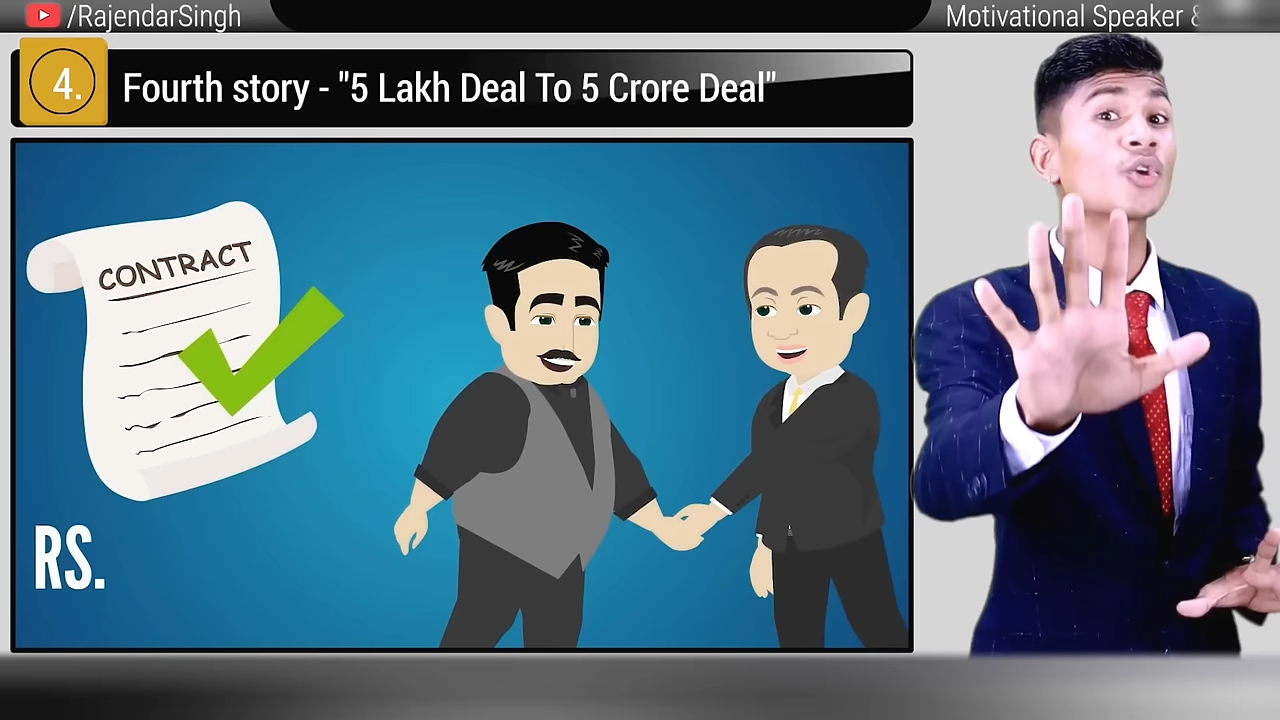 /RajendarSingh
Motivational Speaker &
4.
Fourth story - "5 Lakh Deal To 5 Crore Deal"
CONTRACT
RS.